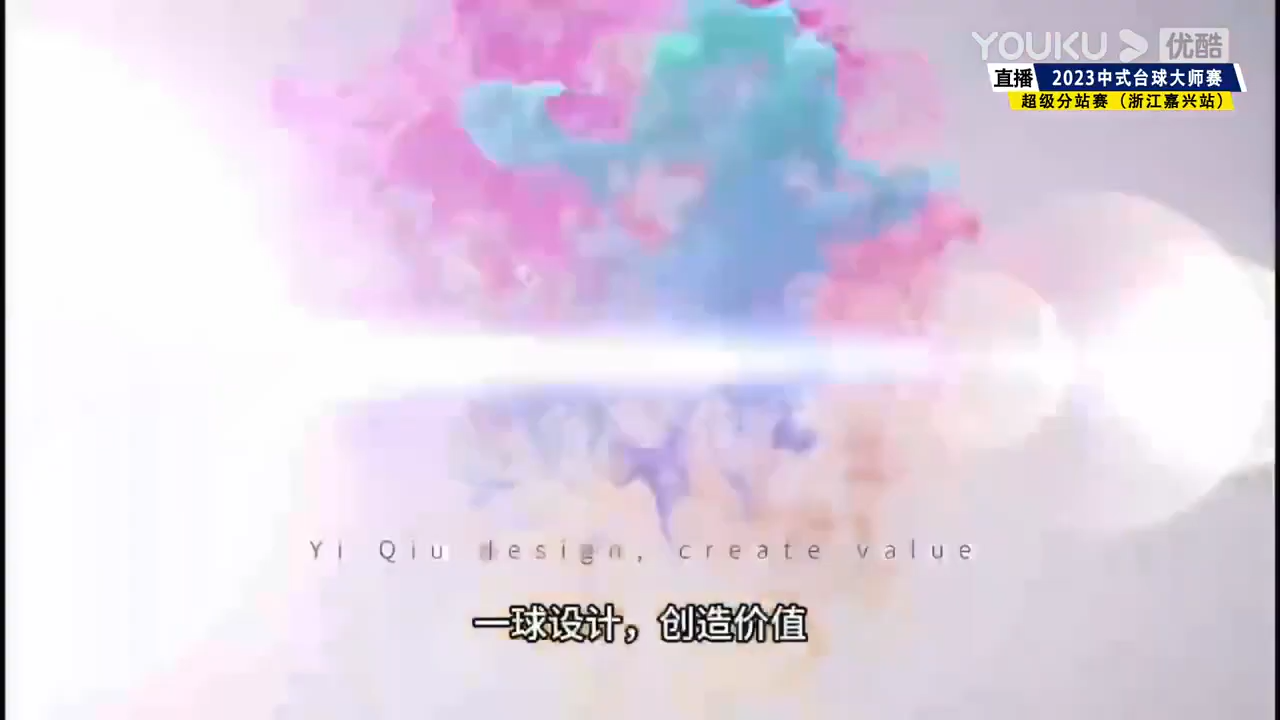 YOUKU 优酷
直播 2023中式台球大师赛
超级分站赛（浙江嘉兴站）
Yi Qiu design, create value
一球设计，创造价值